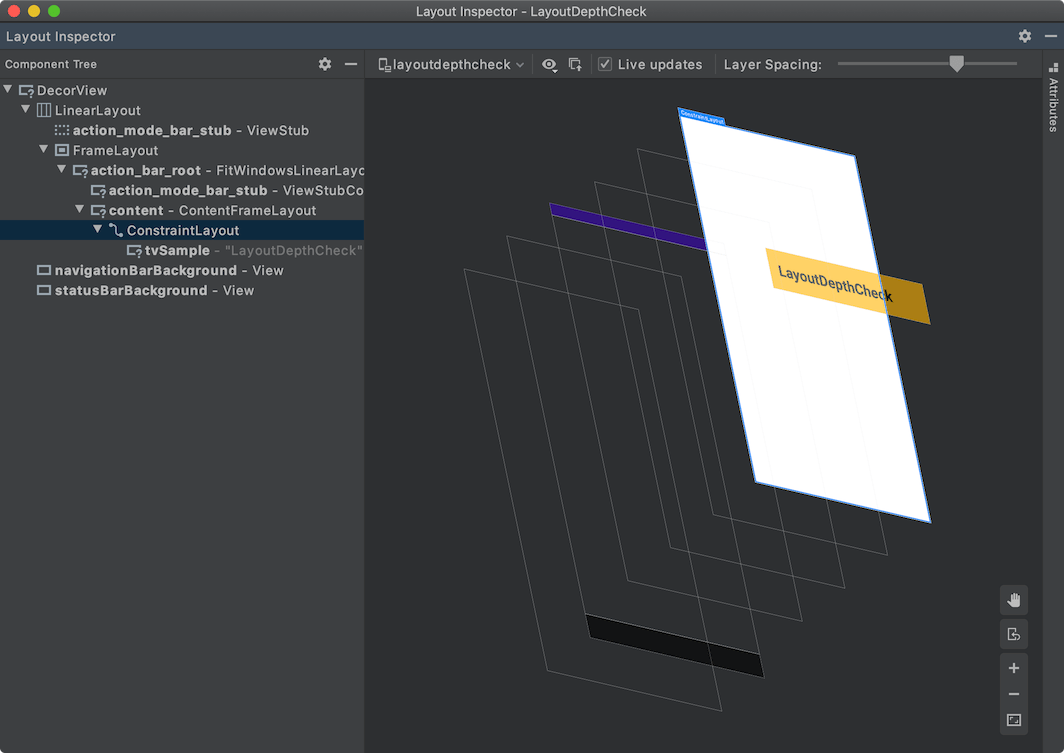 Layout Inspector - LayoutDepthCheck
Layout Inspector
Component Tree
layoutdepthcheck
Live updates
Layer Spacing:
Attributes
DecorView
LinearLayout
action_mode_bar_stub - ViewStub
FrameLayout
action_bar_root - FitWindowsLinearLayo
action_mode_bar_stub - ViewStubCo
content - ContentFrameLayout
ConstraintLayout
tvSample - "LayoutDepthCheck"
navigationBarBackground - View
statusBarBackground - View
ConstraintLayout
LayoutDepthCheck